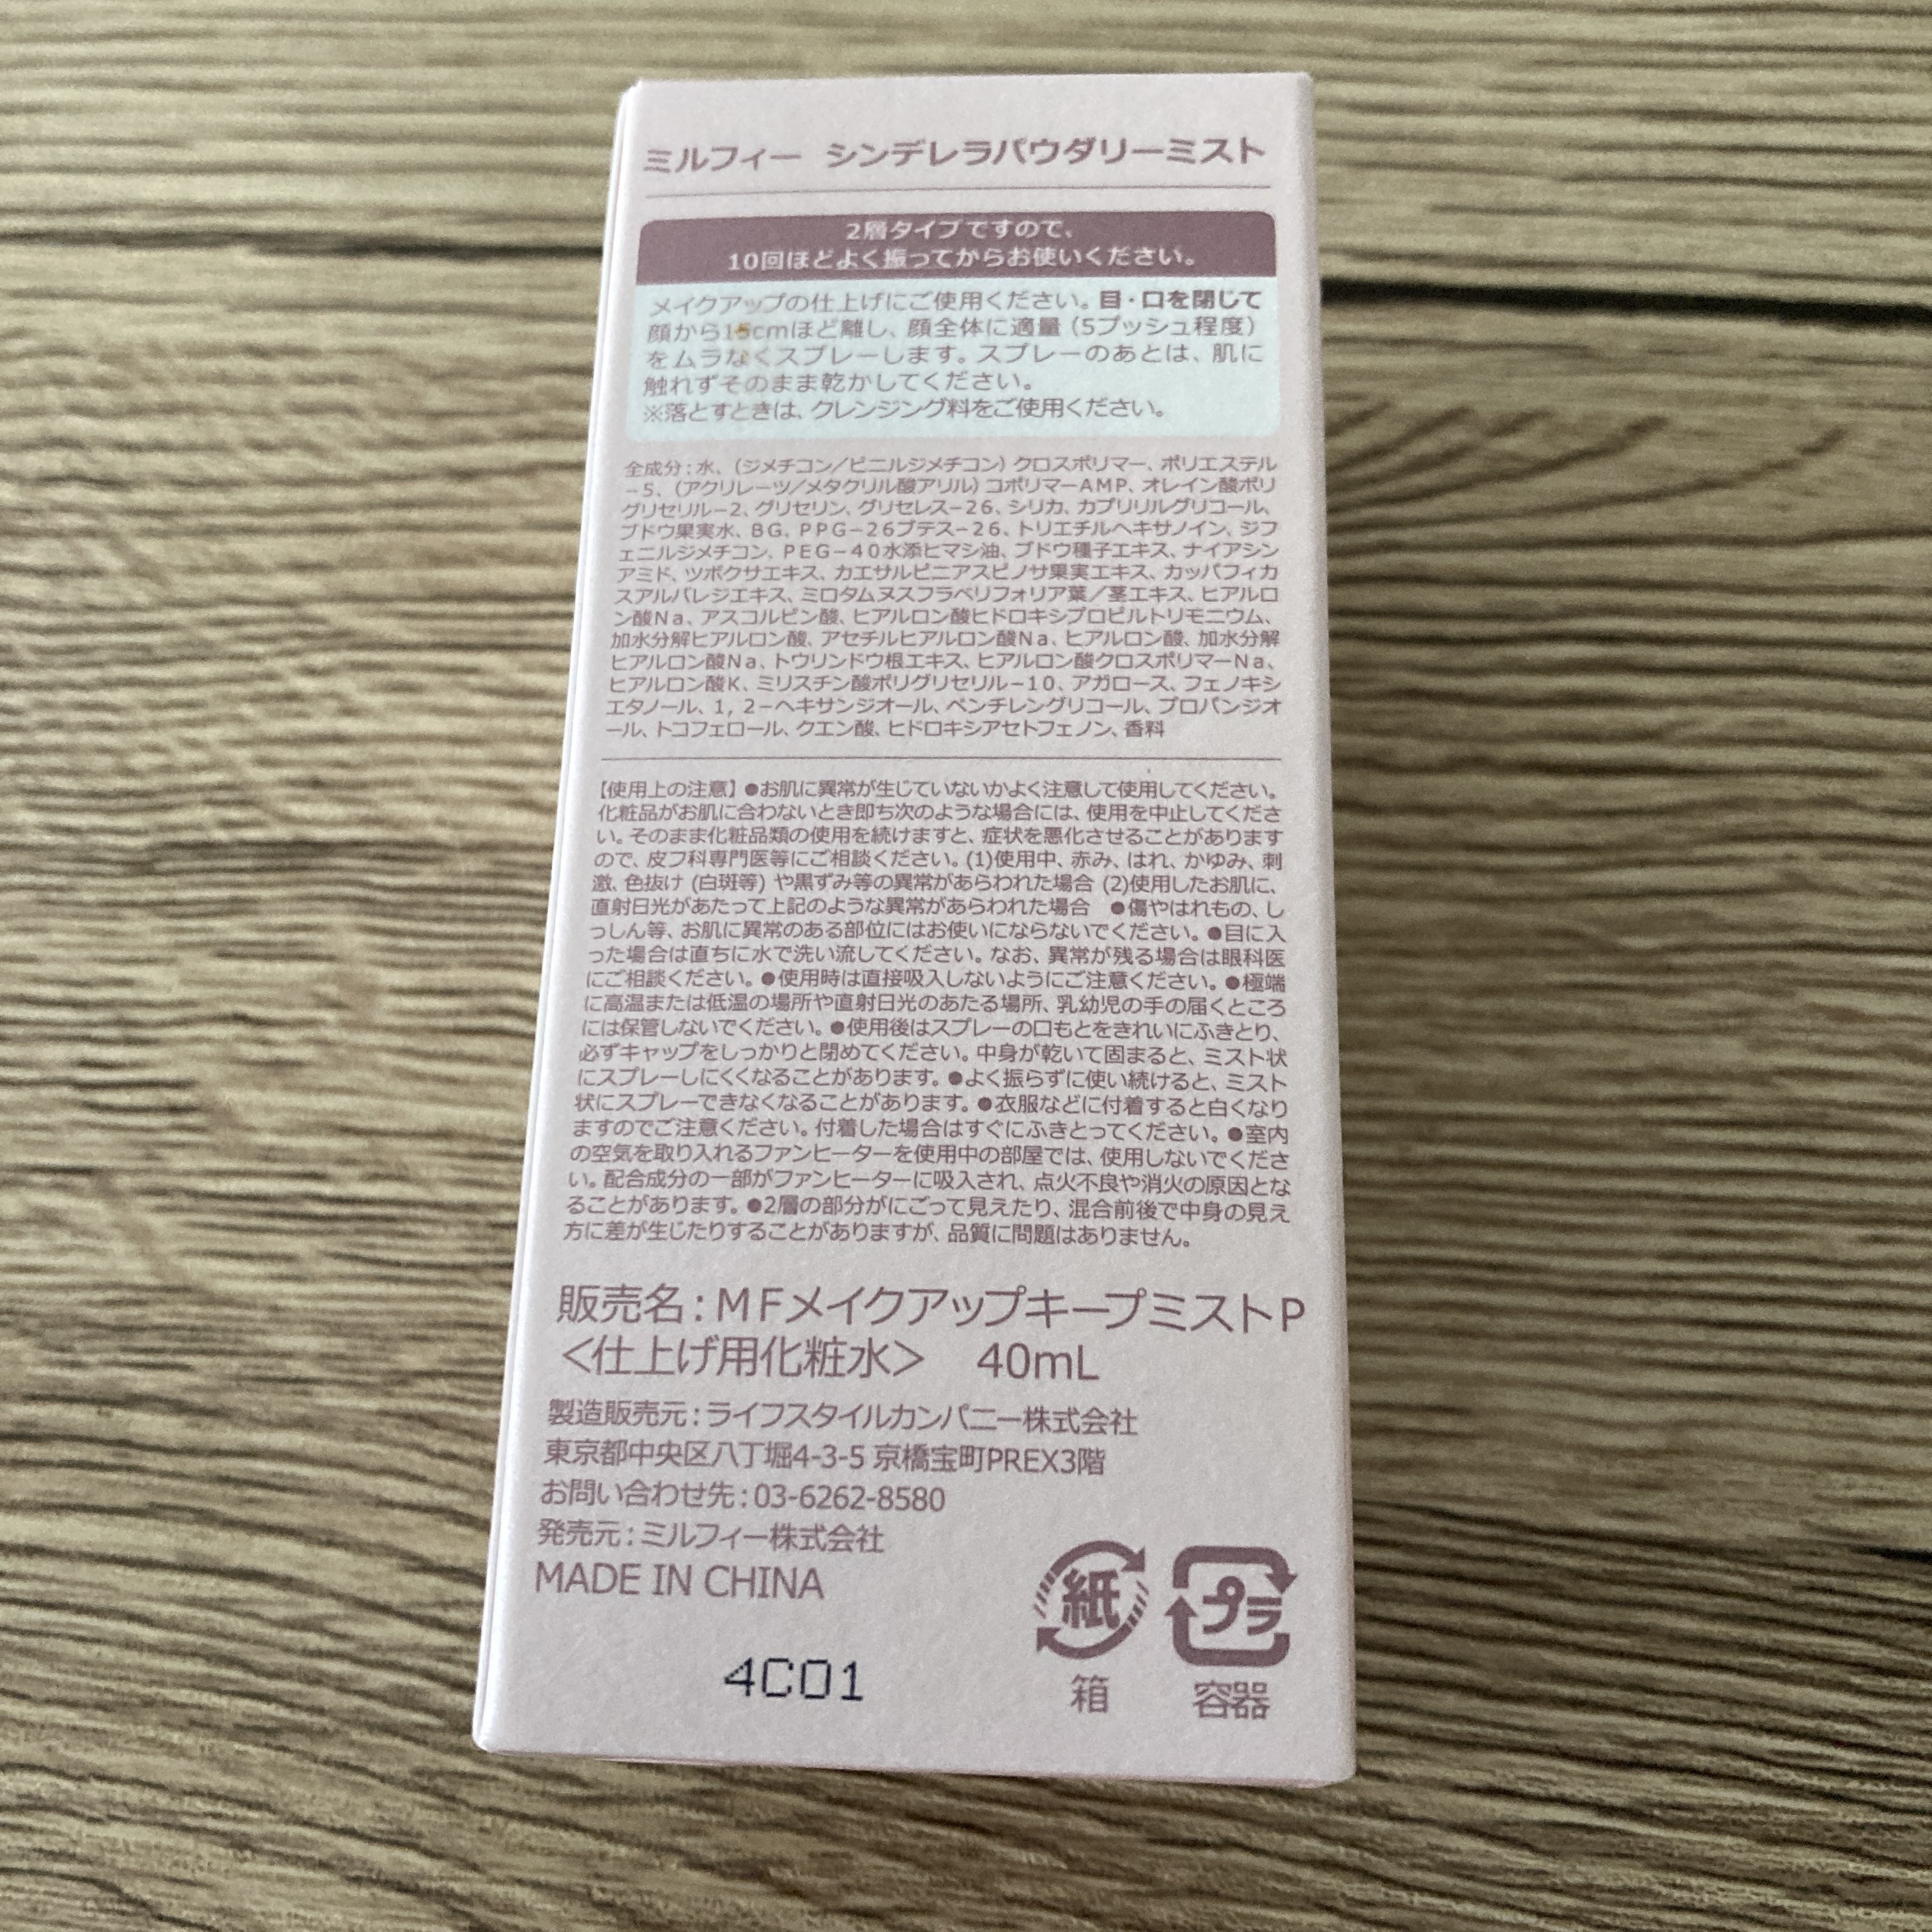 ミルフィー シンデレラパウダリーミスト
2層タイプですので、
10回ほどよく振ってからお使いください。
メイクアップの仕上げにご使用ください。目・口を閉じて
顔から15cmほど離し、顔全体に適量（5プッシュ程度）
をムラなくスプレーします。スプレーのあとは、肌に
触れずそのまま乾かしてください。
※落とすときは、クレンジング料をご使用ください。
全成分：水、（ジメチコン／ビニルジメチコン）クロスポリマー、ポリエステル
－5、（アクリレーツ／メタクリル酸アリル）コポリマーAMP、オレイン酸ポリ
グリセリル－2、グリセリン、グリセレス－26、シリカ、カプリリルグリコール、
ブドウ果実水、BG、PPG－26ブテス－26、トリエチルヘキサノイン、ジフ
ェニルジメチコン、PEG－40水添ヒマシ油、ブドウ種子エキス、ナイアシン
アミド、ツボクサエキス、カエサルピニアスピノサ果実エキス、カッパフィカ
スアルバレジエキス、ミロタムヌスフラベリフォリア葉／茎エキス、ヒアルロ
ン酸Na、アスコルビン酸、ヒアルロン酸ヒドロキシプロピルトリモニウム、
加水分解ヒアルロン酸、アセチルヒアルロン酸Na、ヒアルロン酸、加水分解
ヒアルロン酸Na、トウリンドウ根エキス、ヒアルロン酸クロスポリマーNa、
ヒアルロン酸K、ミリスチン酸ポリグリセリル－10、アガロース、フェノキシ
エタノール、1，2－ヘキサンジオール、ペンチレングリコール、プロパンジオ
ール、トコフェロール、クエン酸、ヒドロキシアセトフェノン、香料
【使用上の注意】●お肌に異常が生じていないかよく注意して使用してください。
化粧品がお肌に合わないとき即ち次のような場合には、使用を中止してくださ
い。そのまま化粧品類の使用を続けますと、症状を悪化させることがあります
ので、皮フ科専門医等にご相談ください。(1)使用中、赤み、はれ、かゆみ、刺
激、色抜け (白斑等) や黒ずみ等の異常があらわれた場合 (2)使用したお肌に、
直射日光があたって上記のような異常があらわれた場合　●傷やはれもの、し
っしん等、お肌に異常のある部位にはお使いにならないでください。●目に入
った場合は直ちに水で洗い流してください。なお、異常が残る場合は眼科医
にご相談ください。●使用時は直接吸入しないようにご注意ください。●極端
に高温または低温の場所や直射日光のあたる場所、乳幼児の手の届くところ
には保管しないでください。●使用後はスプレーの口もとをきれいにふきとり、
必ずキャップをしっかりと閉めてください。中身が乾いて固まると、ミスト状
にスプレーしにくくなることがあります。●よく振らずに使い続けると、ミスト
状にスプレーできなくなることがあります。●衣服などに付着すると白くなり
ますのでご注意ください。付着した場合はすぐにふきとってください。●室内
の空気を取り入れるファンヒーターを使用中の部屋では、使用しないでくださ
い。配合成分の一部がファンヒーターに吸入され、点火不良や消火の原因とな
ることがあります。●2層の部分がにごって見えたり、混合前後で中身の見え
方に差が生じたりすることがありますが、品質に問題はありません。
販売名：MFメイクアップキープミストP
＜仕上げ用化粧水＞　40mL
製造販売元：ライフスタイルカンパニー株式会社
東京都中央区八丁堀4-3-5 京橋宝町PREX3階
お問い合わせ先：03-6262-8580
発売元：ミルフィー株式会社
MADE IN CHINA
紙 プラ
箱 容器
4C01